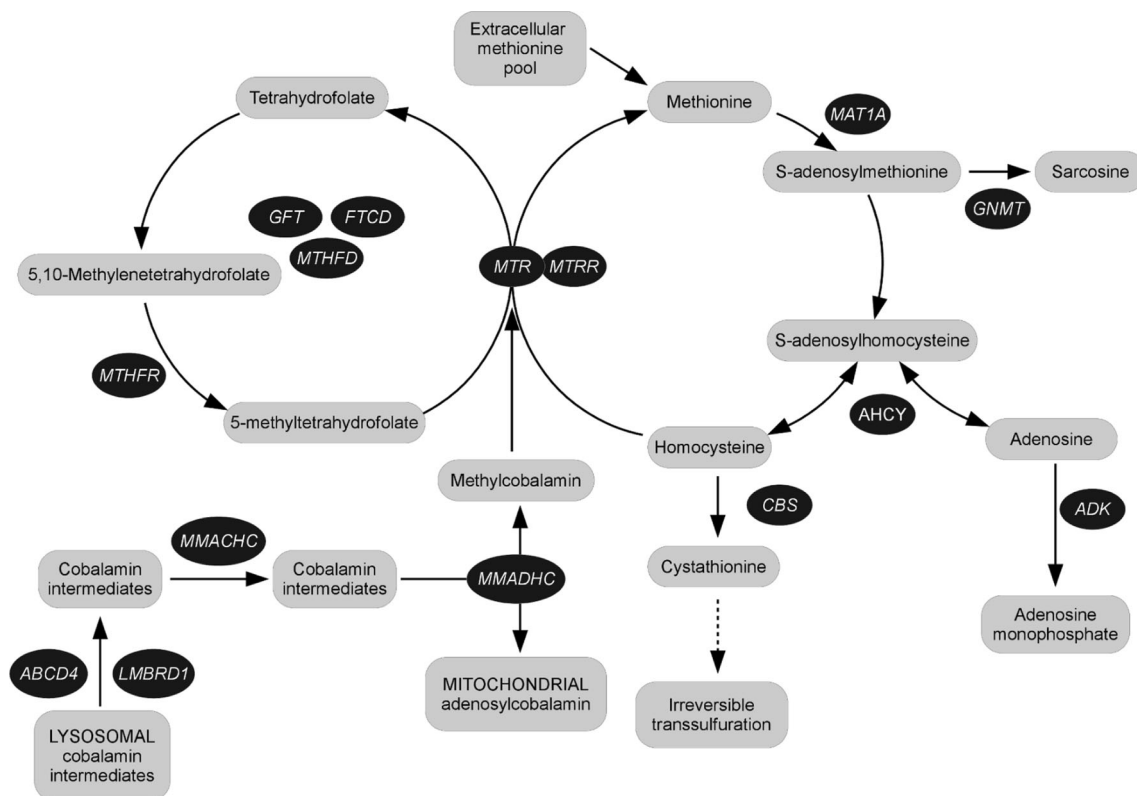 Extracellular
methionine
pool
Tetrahydrofolate
Methionine
MAT1A
S-adenosylmethionine
Sarcosine
GNMT
GFT
FTCD
MTHFD
5,10-Methylenetetrahydrofolate
MTR
MTRR
MTHFR
S-adenosylhomocysteine
5-methyltetrahydrofolate
AHCY
Homocysteine
Adenosine
Methylcobalamin
CBS
ADK
MMACHC
Cobalamin
intermediates
Cobalamin
intermediates
MMADHC
Cystathionine
Adenosine
monophosphate
ABCD4
LMBRD1
MITOCHONDRIAL
adenosylcobalamin
Irreversible
transsulfuration
LYSOSOMAL
cobalamin
intermediates